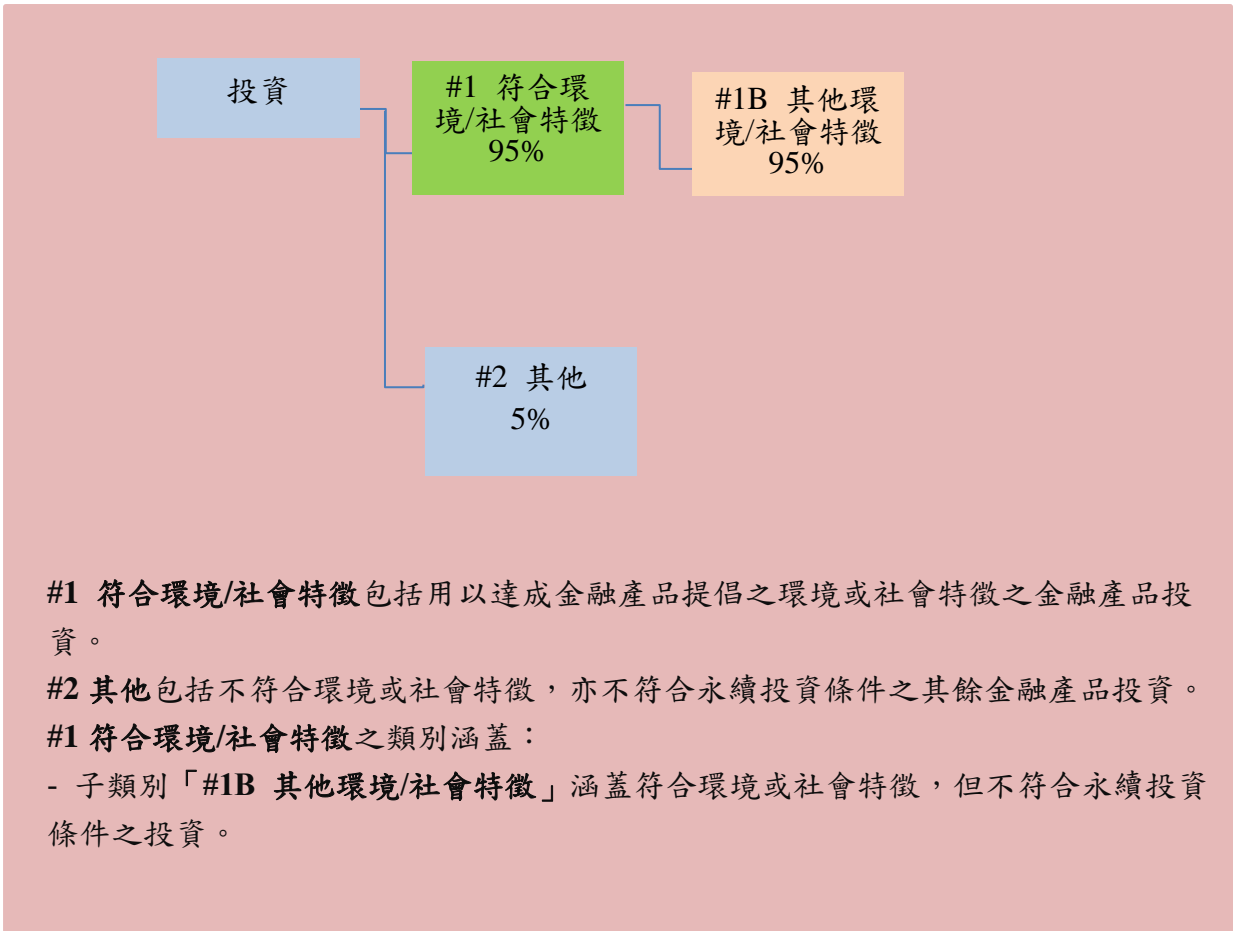 投資
#1 符合環
境/社會特徵
95%
#1B 其他環
境/社會特徵
95%
#2 其他
5%
#1 符合環境/社會特徵包括用以達成金融產品提倡之環境或社會特徵之金融產品投
資。
#2 其他包括不符合環境或社會特徵，亦不符合永續投資條件之其餘金融產品投資。
#1 符合環境/社會特徵之類別涵蓋：
- 子類別「#1B 其他環境/社會特徵」涵蓋符合環境或社會特徵，但不符合永續投資
條件之投資。